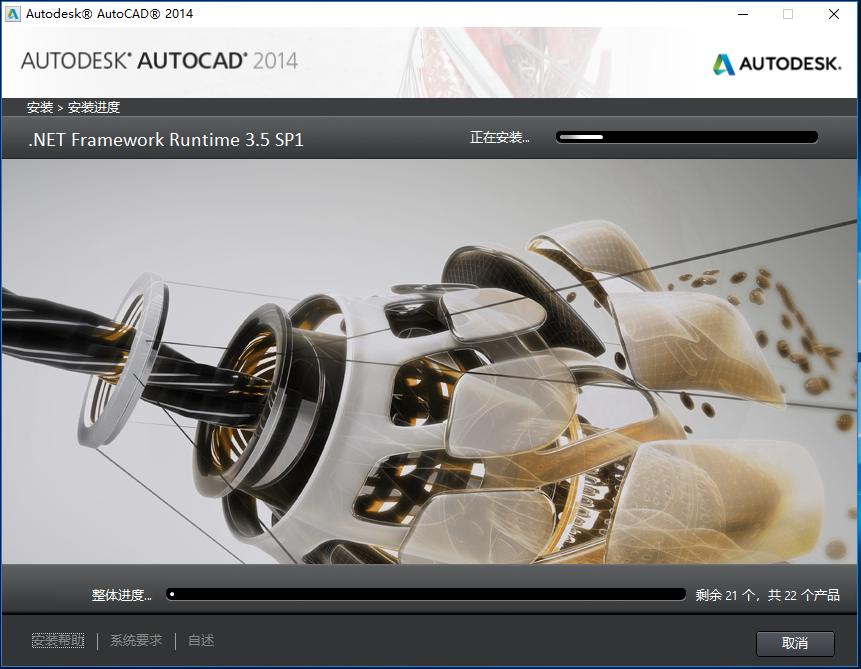 Autodesk® AutoCAD® 2014
AUTODESK® AUTOCAD® 2014
AUTODESK.
安装 > 安装进度
.NET Framework Runtime 3.5 SP1
正在安装...
整体进度...
剩余 21 个，共 22 个产品
安装帮助 | 系统要求 | 自述
取消